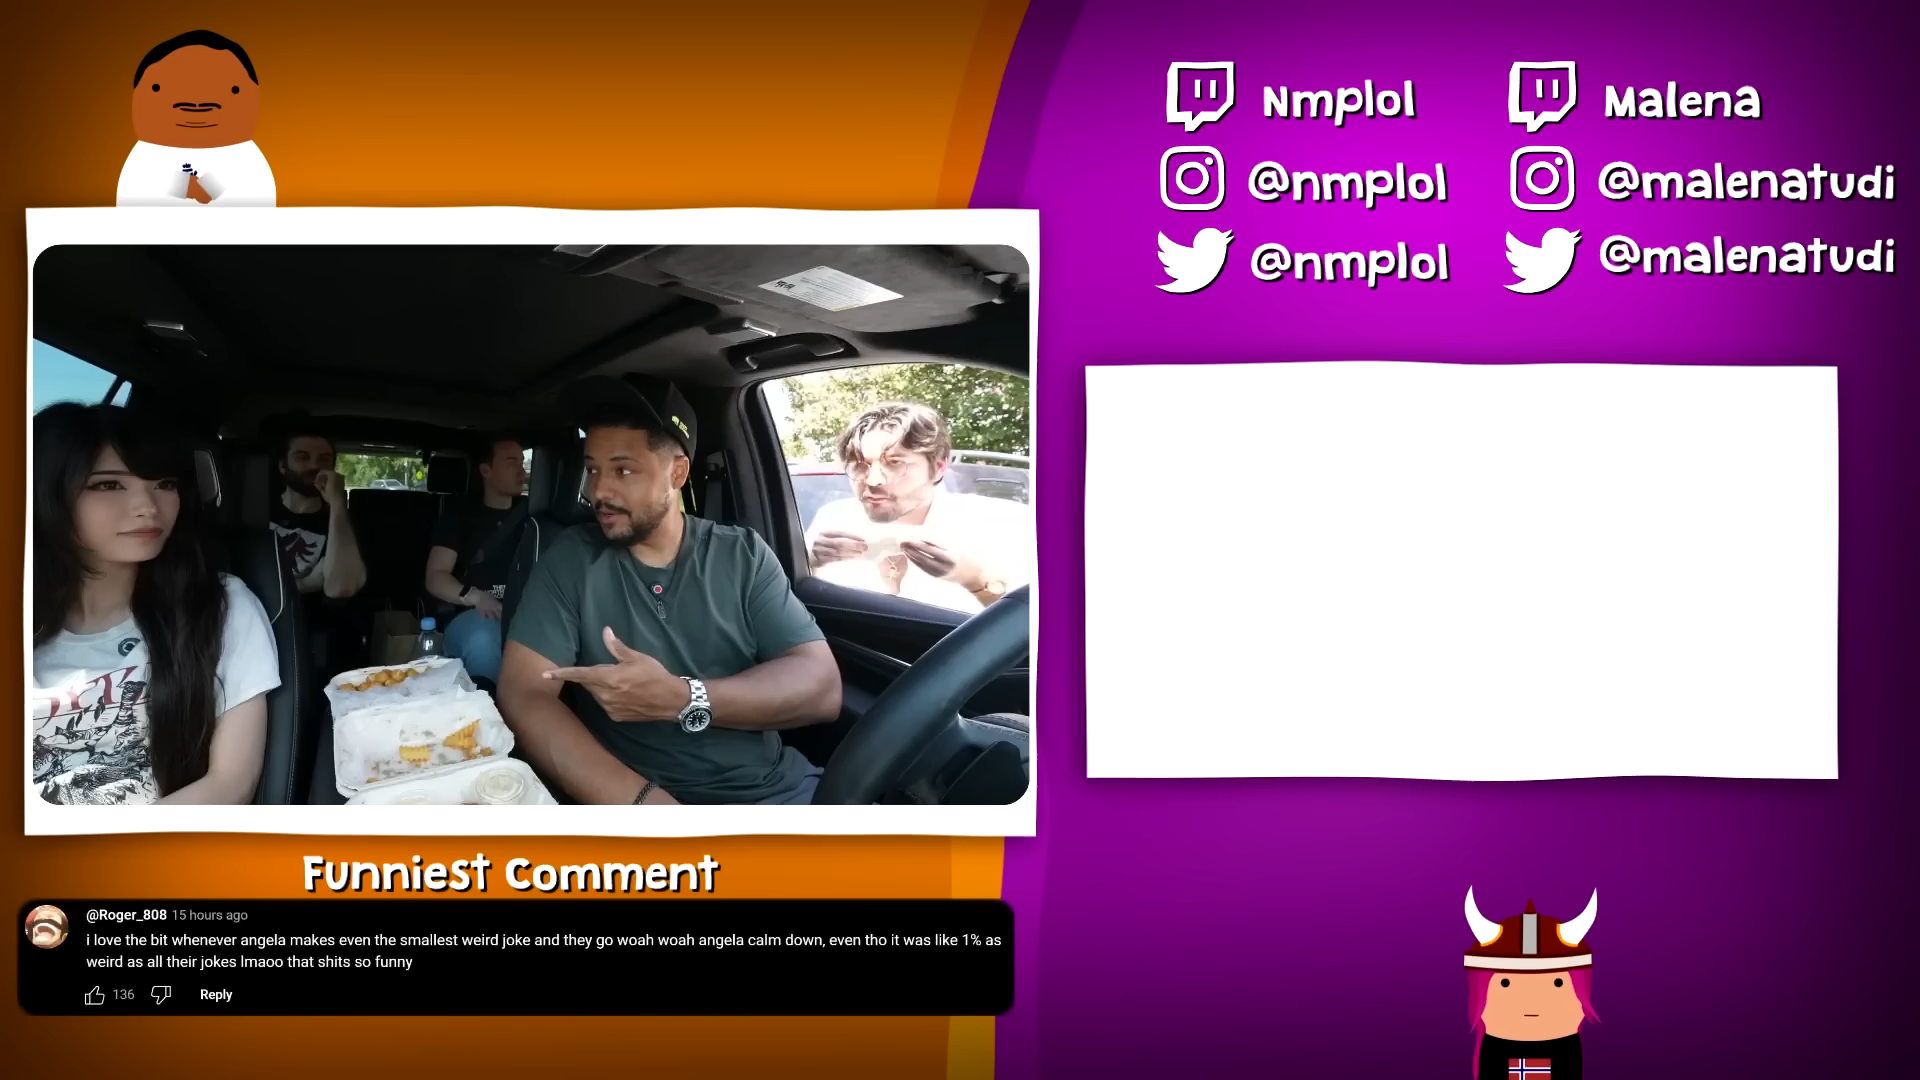 Nmplol
Malena
@nmplol
@malenatudi
@nmplol
@malenatudi
Funniest Comment
@Roger_808 15 hours ago
i love the bit whenever angela makes even the smallest weird joke and they go woah woah angela calm down, even tho it was like 1% as
weird as all their jokes lmaoo that shits so funny
136
Reply